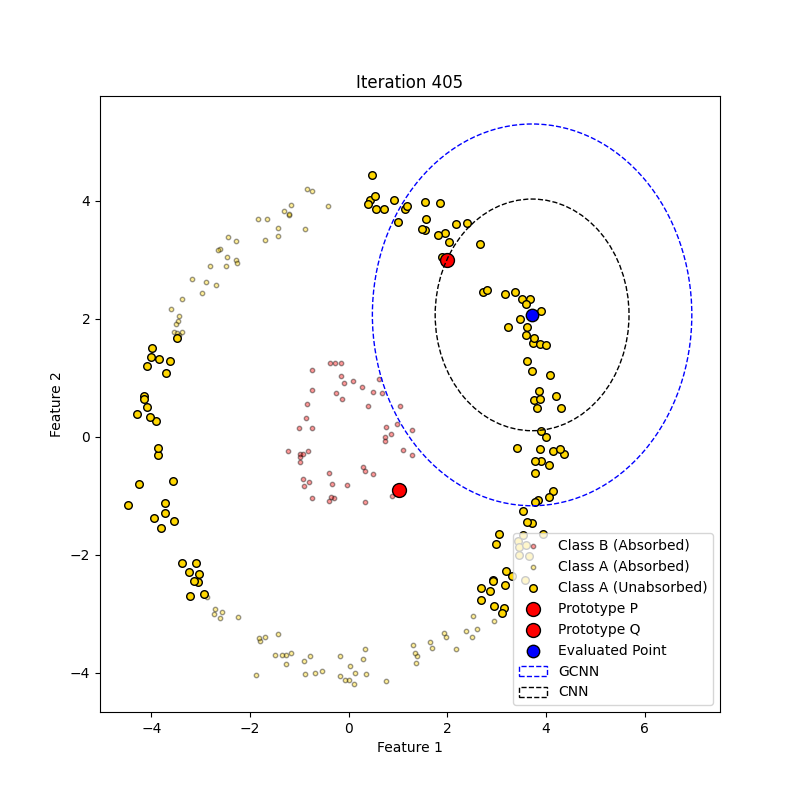 Iteration 405
Feature 2
4
2
0
−2
−4
Class B (Absorbed)
Class A (Absorbed)
Class A (Unabsorbed)
Prototype P
Prototype Q
Evaluated Point
GCNN
CNN
−4 −2 0 2 4 6
Feature 1